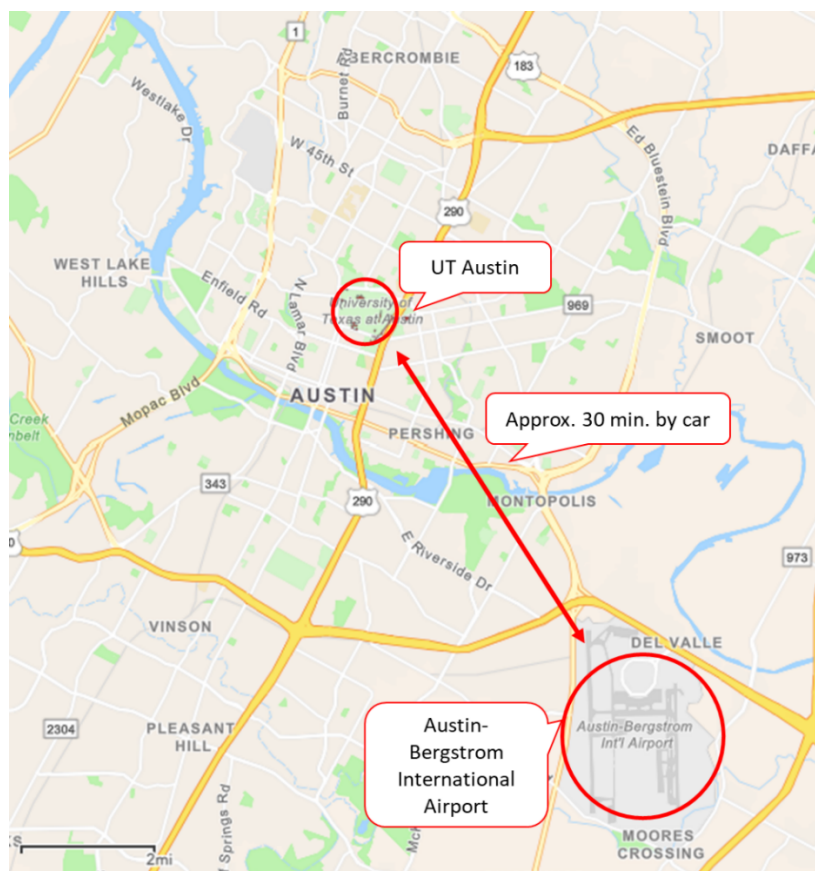 1
Burnet Rd
ABERCROMBIE
183
Westlake Dr
W 45th St
Ed Bluestein Blvd
DAFFA
290
WEST LAKE
HILLS
UT Austin
Enfield Rd
N Lamar Blvd
University of
Texas at Austin
969
SMOOT
Mopac Blvd
AUSTIN
Approx. 30 min. by car
Creek
nbelt
PERSHING
343
290
MONTOPOLIS
0
E Riverside Dr
973
VINSON
DEL VALLE
2304
PLEASANT
HILL
Austin-
Bergstrom
International
Airport
Austin-Bergstrom
Int'l Airport
f Springs Rd
MOORES
CROSSING
KS
2mi